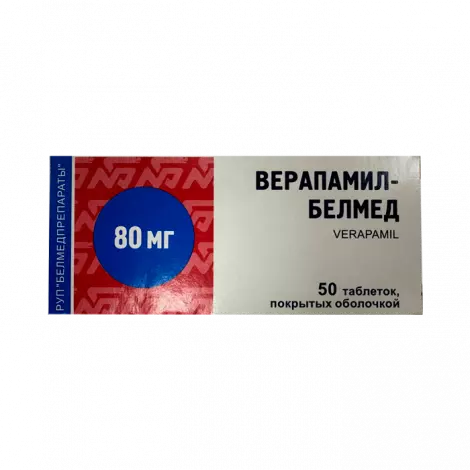 РУП "БЕЛМЕДПРЕПАРАТЫ"
80 мг
ВЕРАПАМИЛ-
БЕЛМЕД
VERAPAMIL
50 таблеток,
покрытых оболочкой